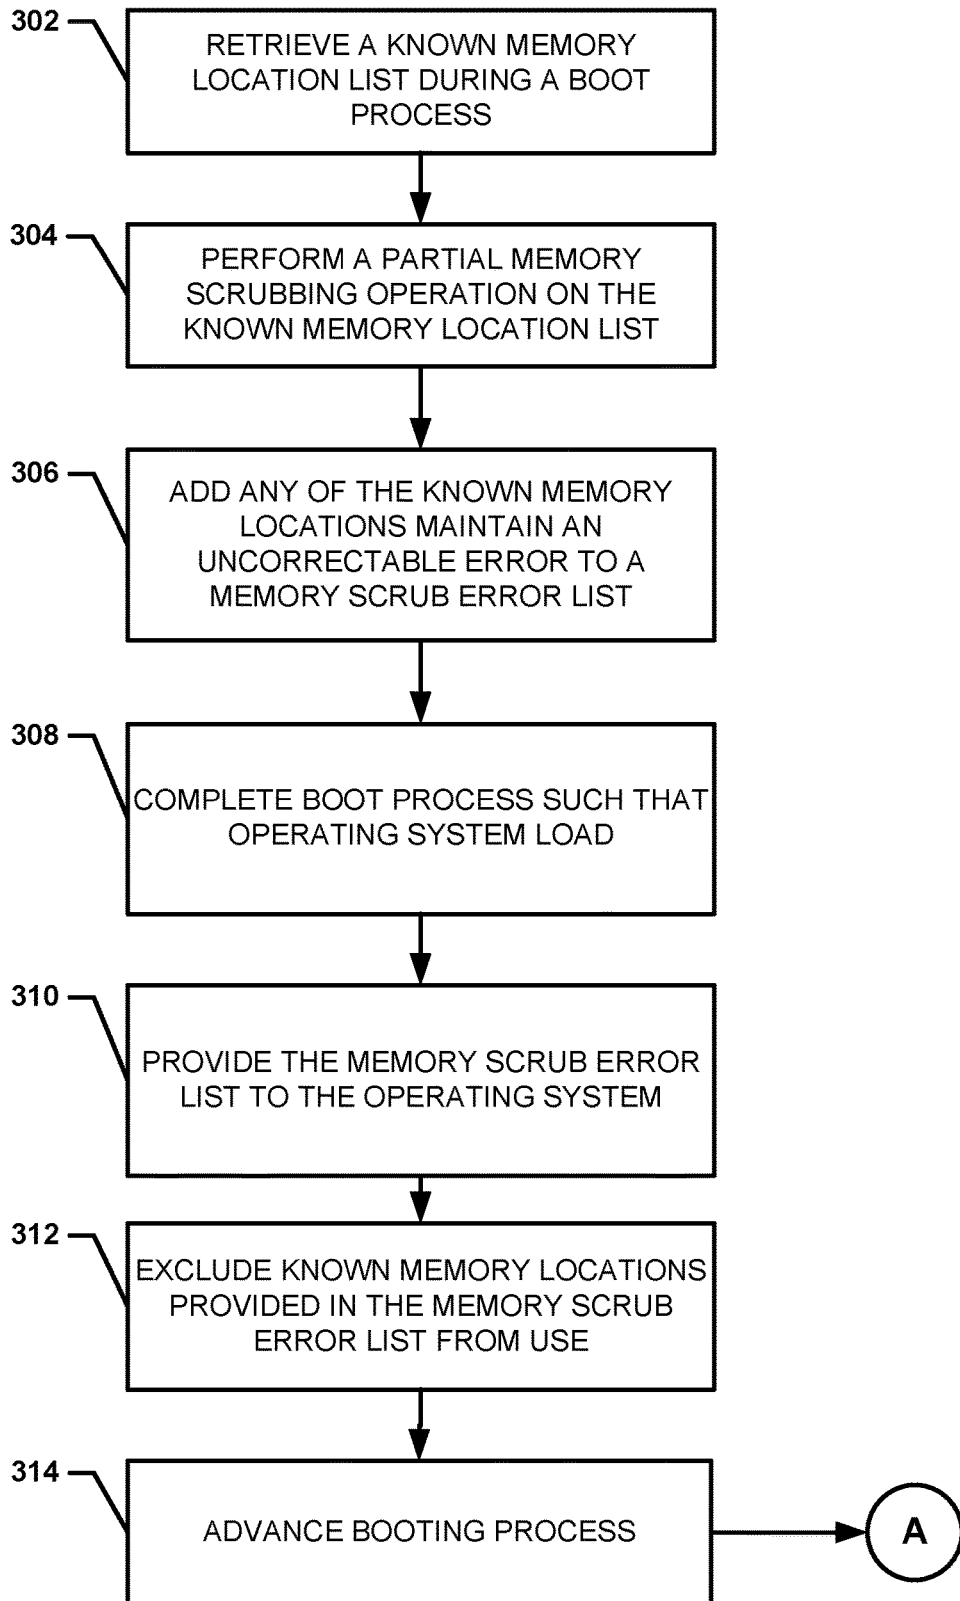 302
RETRIEVE A KNOWN MEMORY
LOCATION LIST DURING A BOOT
PROCESS
304
PERFORM A PARTIAL MEMORY
SCRUBBING OPERATION ON THE
KNOWN MEMORY LOCATION LIST
306
ADD ANY OF THE KNOWN MEMORY
LOCATIONS MAINTAIN AN
UNCORRECTABLE ERROR TO A
MEMORY SCRUB ERROR LIST
308
COMPLETE BOOT PROCESS SUCH THAT
OPERATING SYSTEM LOAD
310
PROVIDE THE MEMORY SCRUB ERROR
LIST TO THE OPERATING SYSTEM
312
EXCLUDE KNOWN MEMORY LOCATIONS
PROVIDED IN THE MEMORY SCRUB
ERROR LIST FROM USE
314
ADVANCE BOOTING PROCESS
A